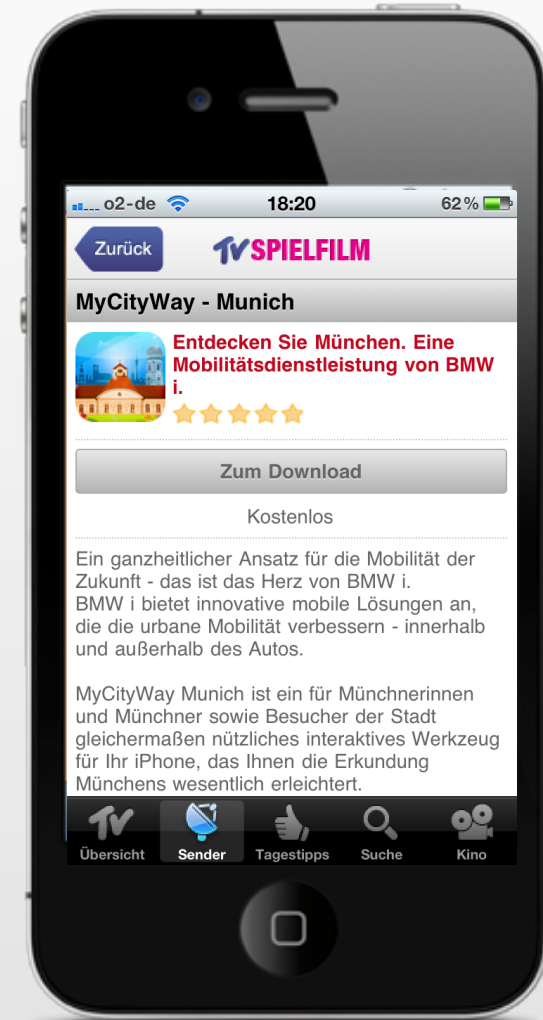 o2-de 18:20 62%
Zurück TV SPIELFILM
MyCityWay - Munich
Entdecken Sie München. Eine
Mobilitätsdienstleistung von BMW
i.
Zum Download
Kostenlos
Ein ganzheitlicher Ansatz für die Mobilität der
Zukunft - das ist das Herz von BMW i.
BMW i bietet innovative mobile Lösungen an,
die die urbane Mobilität verbessern - innerhalb
und außerhalb des Autos.
MyCityWay Munich ist ein für Münchnerinnen
und Münchner sowie Besucher der Stadt
gleichermaßen nützliches interaktives Werkzeug
für Ihr iPhone, das Ihnen die Erkundung
Münchens wesentlich erleichtert.
TV
Übersicht Sender Tagestipps Suche Kino